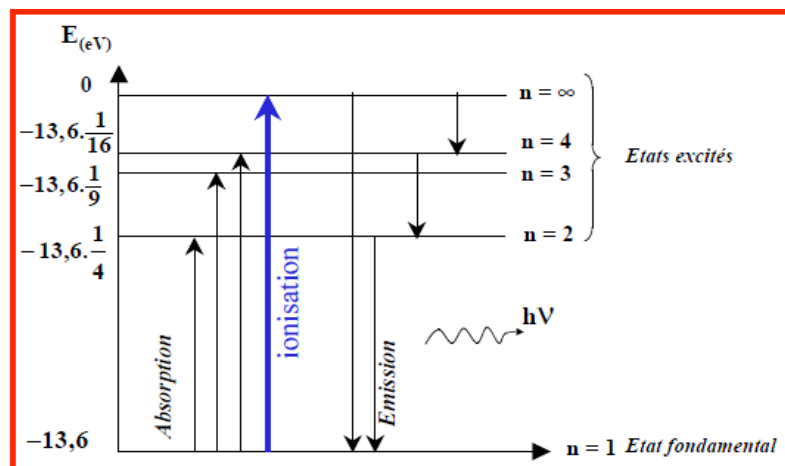 E(eV)
0
n = ∞
−13,6.1/16
n = 4
Etats excités
−13,6.1/9
n = 3
−13,6.1/4
n = 2
ionisation
hν
Absorption
Emission
−13,6
n = 1 Etat fondamental